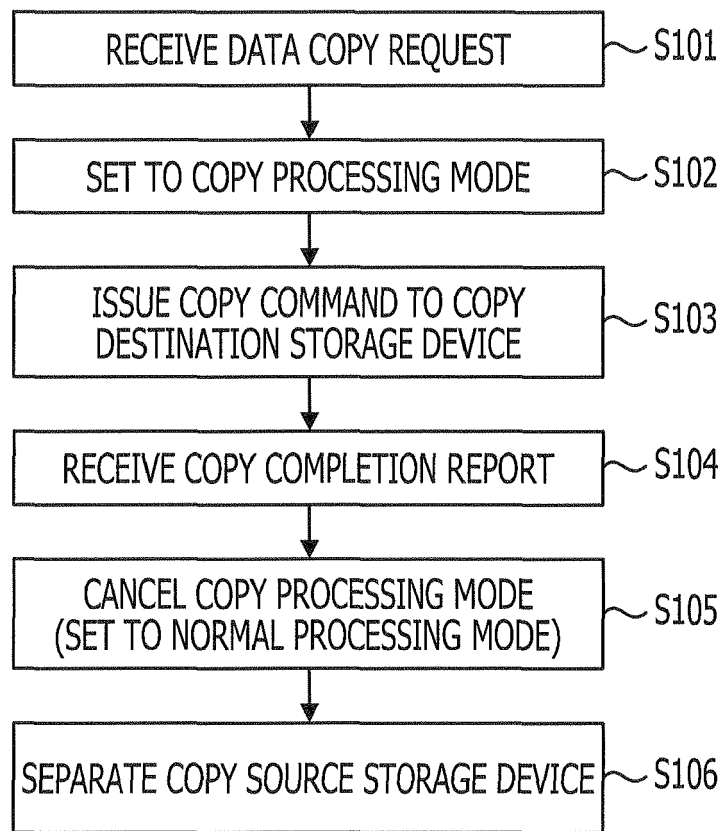 RECEIVE DATA COPY REQUEST S101
SET TO COPY PROCESSING MODE S102
ISSUE COPY COMMAND TO COPY
DESTINATION STORAGE DEVICE S103
RECEIVE COPY COMPLETION REPORT S104
CANCEL COPY PROCESSING MODE
(SET TO NORMAL PROCESSING MODE) S105
SEPARATE COPY SOURCE STORAGE DEVICE S106